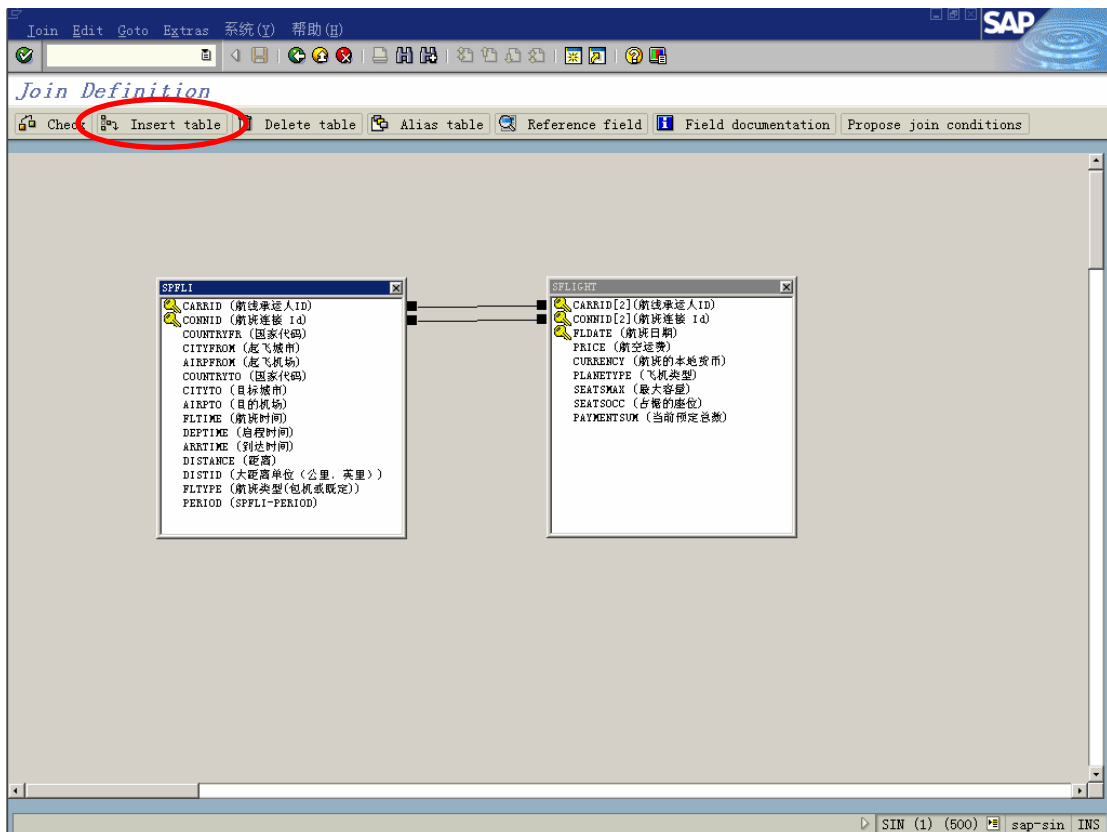 Join Edit Goto Extras 系统(Y) 帮助(H)
SAP
Join Definition
Check Insert table Delete table Alias table Reference field Field documentation Propose join conditions
SPFLI
CARRID (航线承运人ID)
CONNID (航班连接 Id)
COUNTRYFR (国家代码)
CITYFROM (起飞城市)
AIRPFROM (起飞机场)
COUNTRYTO (国家代码)
CITYTO (目标城市)
AIRPTO (目的机场)
FLTIME (航班时间)
DEPTIME (启程时间)
ARRTIME (到达时间)
DISTANCE (距离)
DISTID (大距离单位（公里，英里）)
FLTYPE (航班类型(包机或既定))
PERIOD (SPFLI-PERIOD)
SFLIGHT
CARRID[2](航线承运人ID)
CONNID[2](航班连接 Id)
FLDATE (航班日期)
PRICE (航空运费)
CURRENCY (航班的本地货币)
PLANETYPE (飞机类型)
SEATSMAX (最大容量)
SEATSOCC (占据的座位)
PAYMENTSUM (当前预定总数)
SIN (1) (500) sap-sin INS